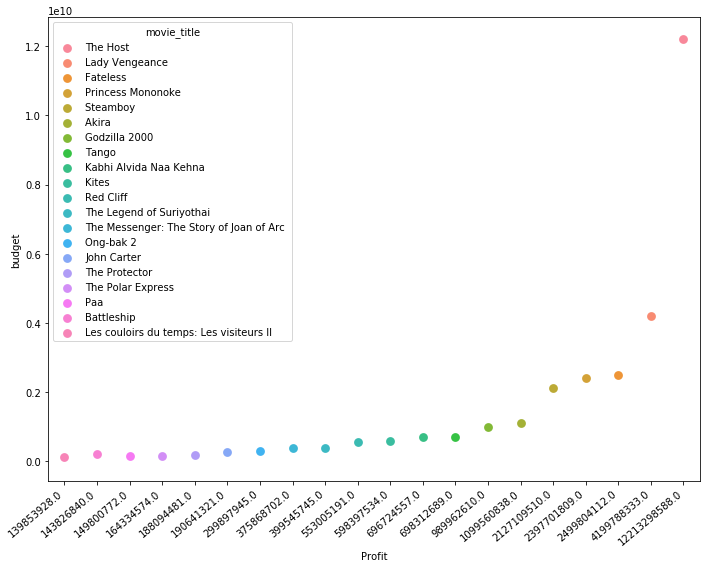 1e10
movie_title
The Host
Lady Vengeance
Fateless
Princess Mononoke
Steamboy
Akira
Godzilla 2000
Tango
Kabhi Alvida Naa Kehna
Kites
Red Cliff
The Legend of Suriyothai
The Messenger: The Story of Joan of Arc
Ong-bak 2
John Carter
The Protector
The Polar Express
Paa
Battleship
Les couloirs du temps: Les visiteurs II
1.2
1.0
0.8
0.6
0.4
0.2
0.0
budget
139853928.0
143826840.0
149800772.0
164334574.0
188094481.0
190641321.0
299897945.0
375868702.0
399545745.0
553005191.0
598397534.0
696724557.0
698312689.0
989962610.0
1099560838.0
2127109510.0
2397701809.0
2499804112.0
4199788333.0
12213298588.0
Profit